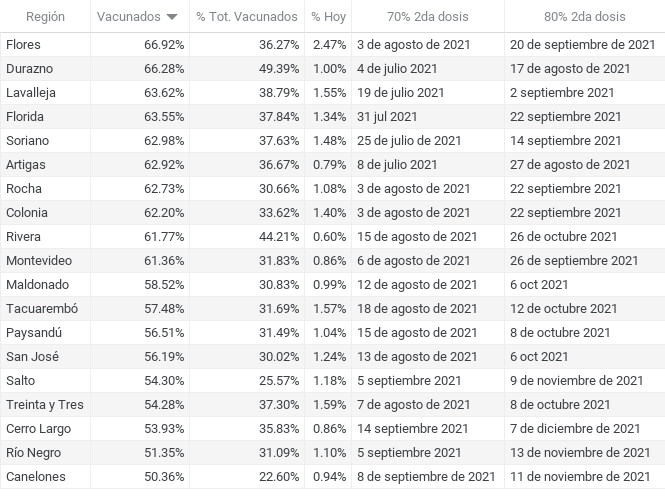 Región Vacunados % Tot. Vacunados % Hoy 70% 2da dosis 80% 2da dosis
Flores 66.92% 36.27% 2.47% 3 de agosto de 2021 20 de septiembre de 2021
Durazno 66.28% 49.39% 1.00% 4 de julio 2021 17 de agosto de 2021
Lavalleja 63.62% 38.79% 1.55% 19 de julio de 2021 2 septiembre 2021
Florida 63.55% 37.84% 1.34% 31 jul 2021 22 septiembre 2021
Soriano 62.98% 37.63% 1.48% 25 de julio de 2021 14 septiembre 2021
Artigas 62.92% 36.67% 0.79% 8 de julio 2021 27 de agosto de 2021
Rocha 62.73% 30.66% 1.08% 3 de agosto de 2021 22 septiembre 2021
Colonia 62.20% 33.62% 1.40% 3 de agosto de 2021 22 septiembre 2021
Rivera 61.77% 44.21% 0.60% 15 de agosto de 2021 26 de octubre 2021
Montevideo 61.36% 31.83% 0.86% 6 de agosto de 2021 26 de septiembre 2021
Maldonado 58.52% 30.83% 0.99% 12 de agosto de 2021 6 oct 2021
Tacuarembó 57.48% 31.69% 1.57% 18 de agosto de 2021 12 de octubre 2021
Paysandú 56.51% 31.49% 1.04% 15 de agosto de 2021 8 de octubre 2021
San José 56.19% 30.02% 1.24% 13 de agosto de 2021 6 oct 2021
Salto 54.30% 25.57% 1.18% 5 septiembre 2021 9 de noviembre de 2021
Treinta y Tres 54.28% 37.30% 1.59% 7 de agosto de 2021 8 de octubre 2021
Cerro Largo 53.93% 35.83% 0.86% 14 septiembre 2021 7 de diciembre de 2021
Río Negro 51.35% 31.09% 1.10% 5 septiembre 2021 13 de noviembre de 2021
Canelones 50.36% 22.60% 0.94% 8 de septiembre de 2021 11 de noviembre de 2021